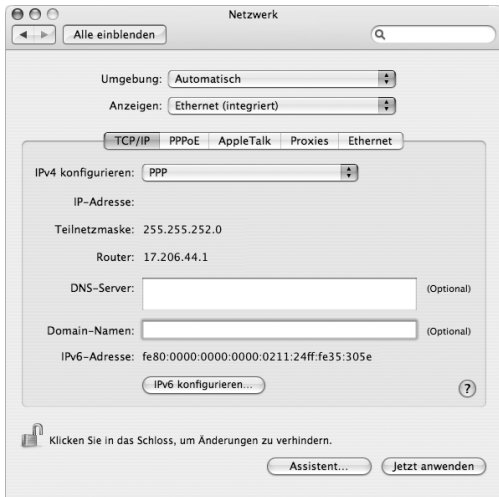 Netzwerk
Alle einblenden
Umgebung: Automatisch
Anzeigen: Ethernet (integriert)
TCP/IP PPPoE AppleTalk Proxies Ethernet
IPv4 konfigurieren: PPP
IP-Adresse:
Teilnetzmaske: 255.255.252.0
Router: 17.206.44.1
DNS-Server: (Optional)
Domain-Namen: (Optional)
IPv6-Adresse: fe80:0000:0000:0000:0211:24ff:fe35:305e
IPv6 konfigurieren... ?
Klicken Sie in das Schloss, um Änderungen zu verhindern.
Assistent... Jetzt anwenden